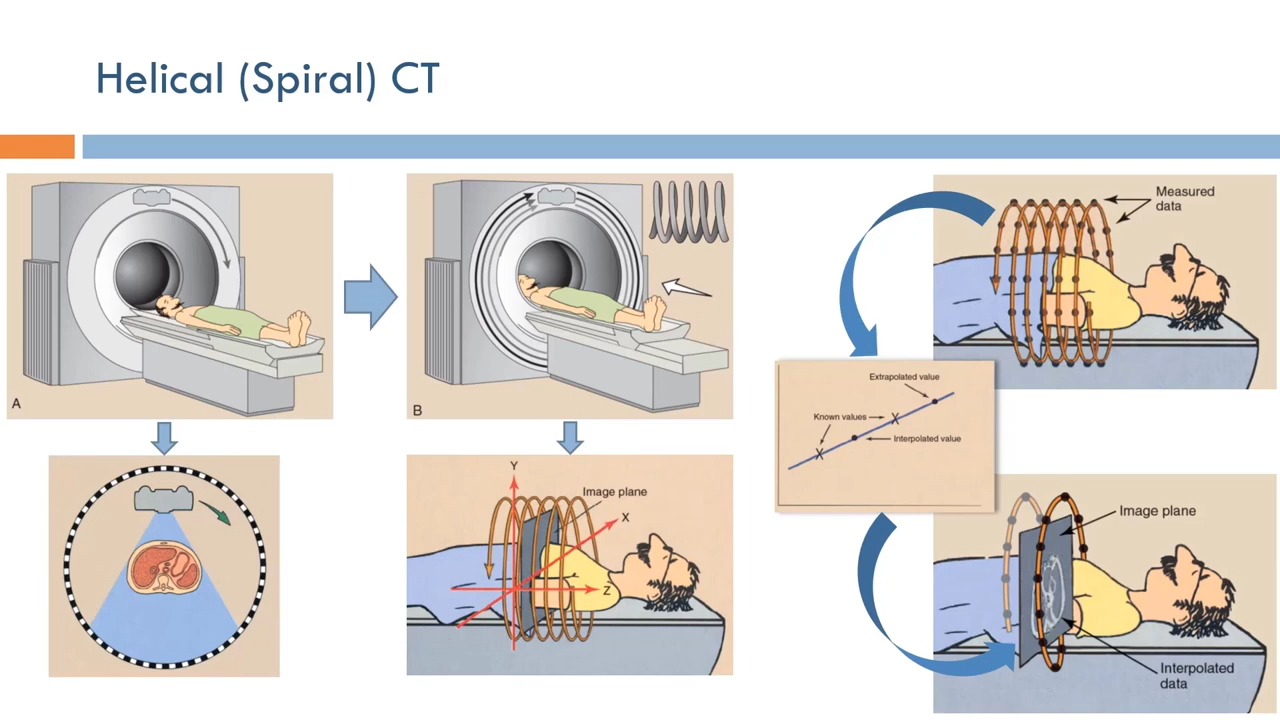 Helical (Spiral) CT
A
B
Y
Image plane
X
Z
Measured
data
Extrapolated value
Known values
Interpolated value
Image plane
Interpolated
data